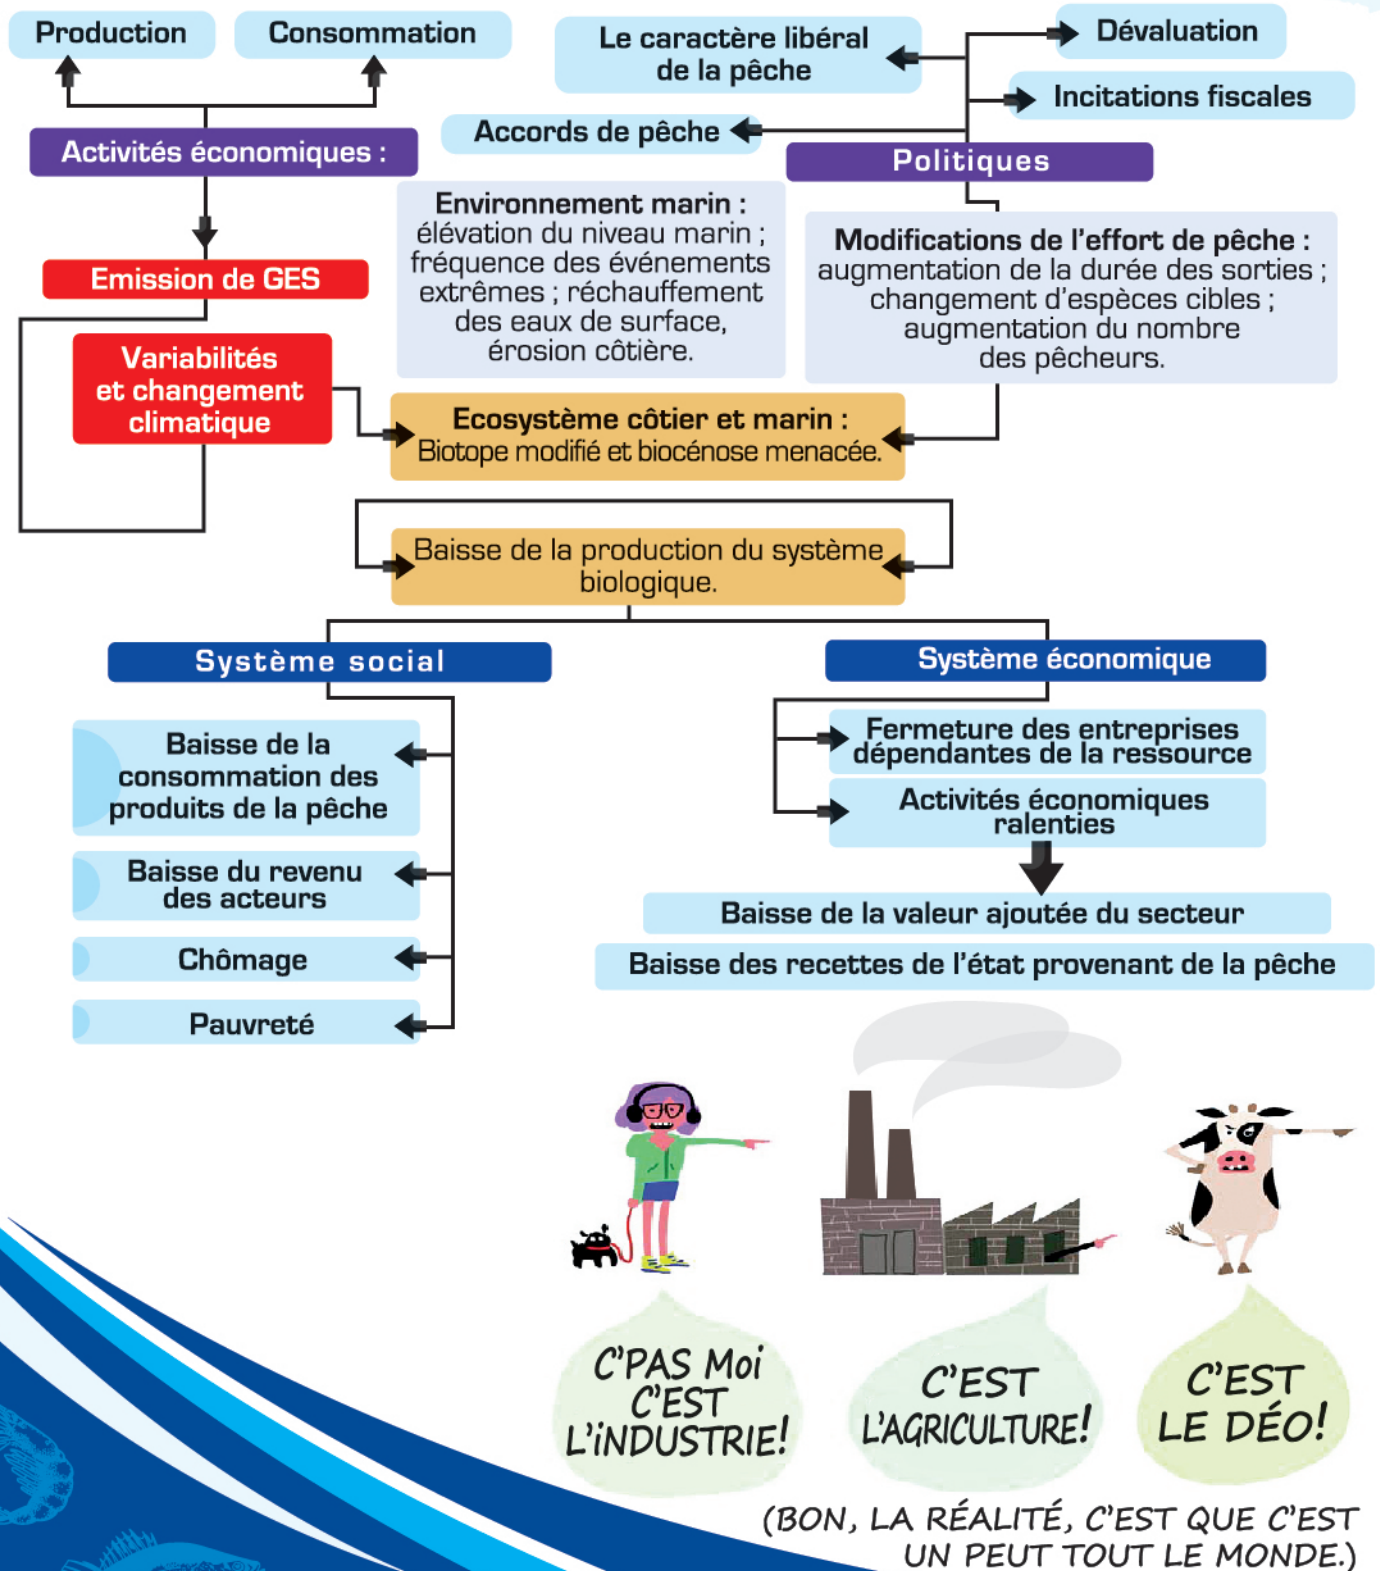 Production
Consommation
Le caractère libéral
de la pêche
Dévaluation
Incitations fiscales
Accords de pêche
Activités économiques :
Politiques
Environnement marin :
élévation du niveau marin ;
fréquence des événements
extrêmes ; réchauffement
des eaux de surface,
érosion côtière.
Modifications de l'effort de pêche :
augmentation de la durée des sorties ;
changement d'espèces cibles ;
augmentation du nombre
des pêcheurs.
Emission de GES
Variabilités
et changement
climatique
Ecosystème côtier et marin :
Biotope modifié et biocénose menacée.
Baisse de la production du système
biologique.
Système social
Système économique
Baisse de la
consommation des
produits de la pêche
Baisse du revenu
des acteurs
Chômage
Pauvreté
Fermeture des entreprises
dépendantes de la ressource
Activités économiques
ralenties
Baisse de la valeur ajoutée du secteur
Baisse des recettes de l'état provenant de la pêche
C'PAS Moi
C'EST
L'iNDUSTRIE!
C'EST
L'AGRICULTURE!
C'EST
LE DÉO!
(BON, LA RÉALITÉ, C'EST QUE C'EST
UN PEUT TOUT LE MONDE.)